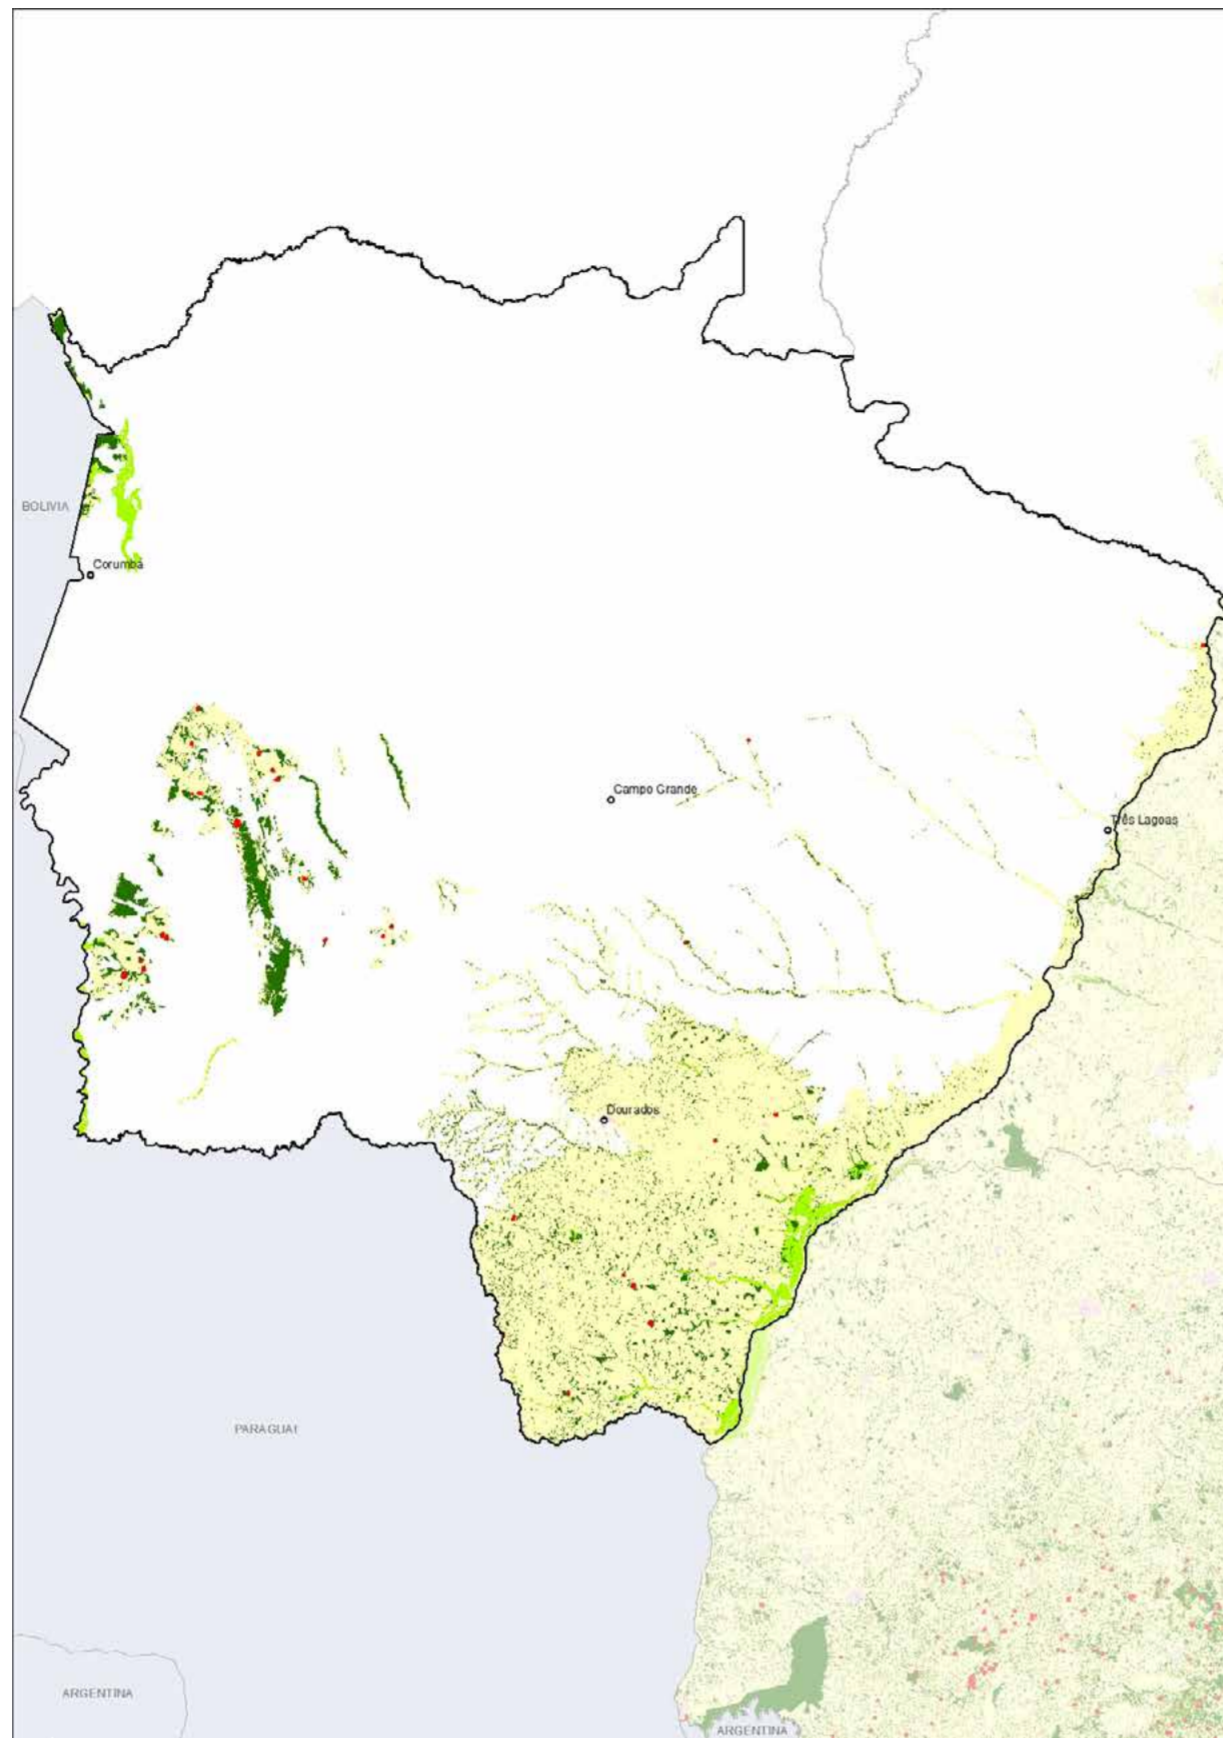 BOLIVIA
Corumbá
Campo Grande
Três Lagoas
Dourados
PARAGUAI
ARGENTINA
ARGENTINA